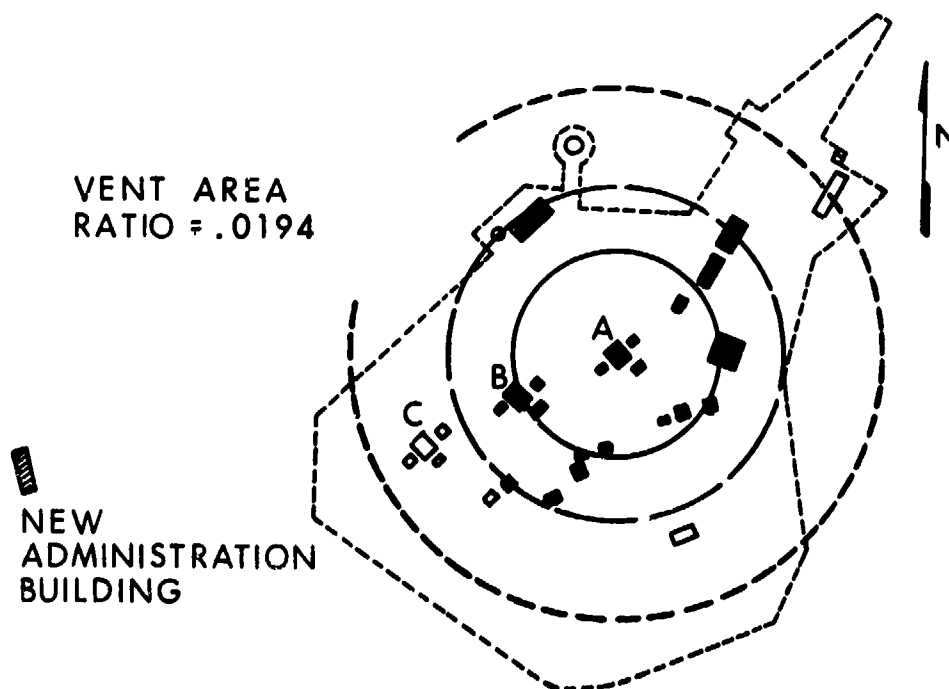 VENT AREA
RATIO = .0194
N
A
B
C
NEW
ADMINISTRATION
BUILDING